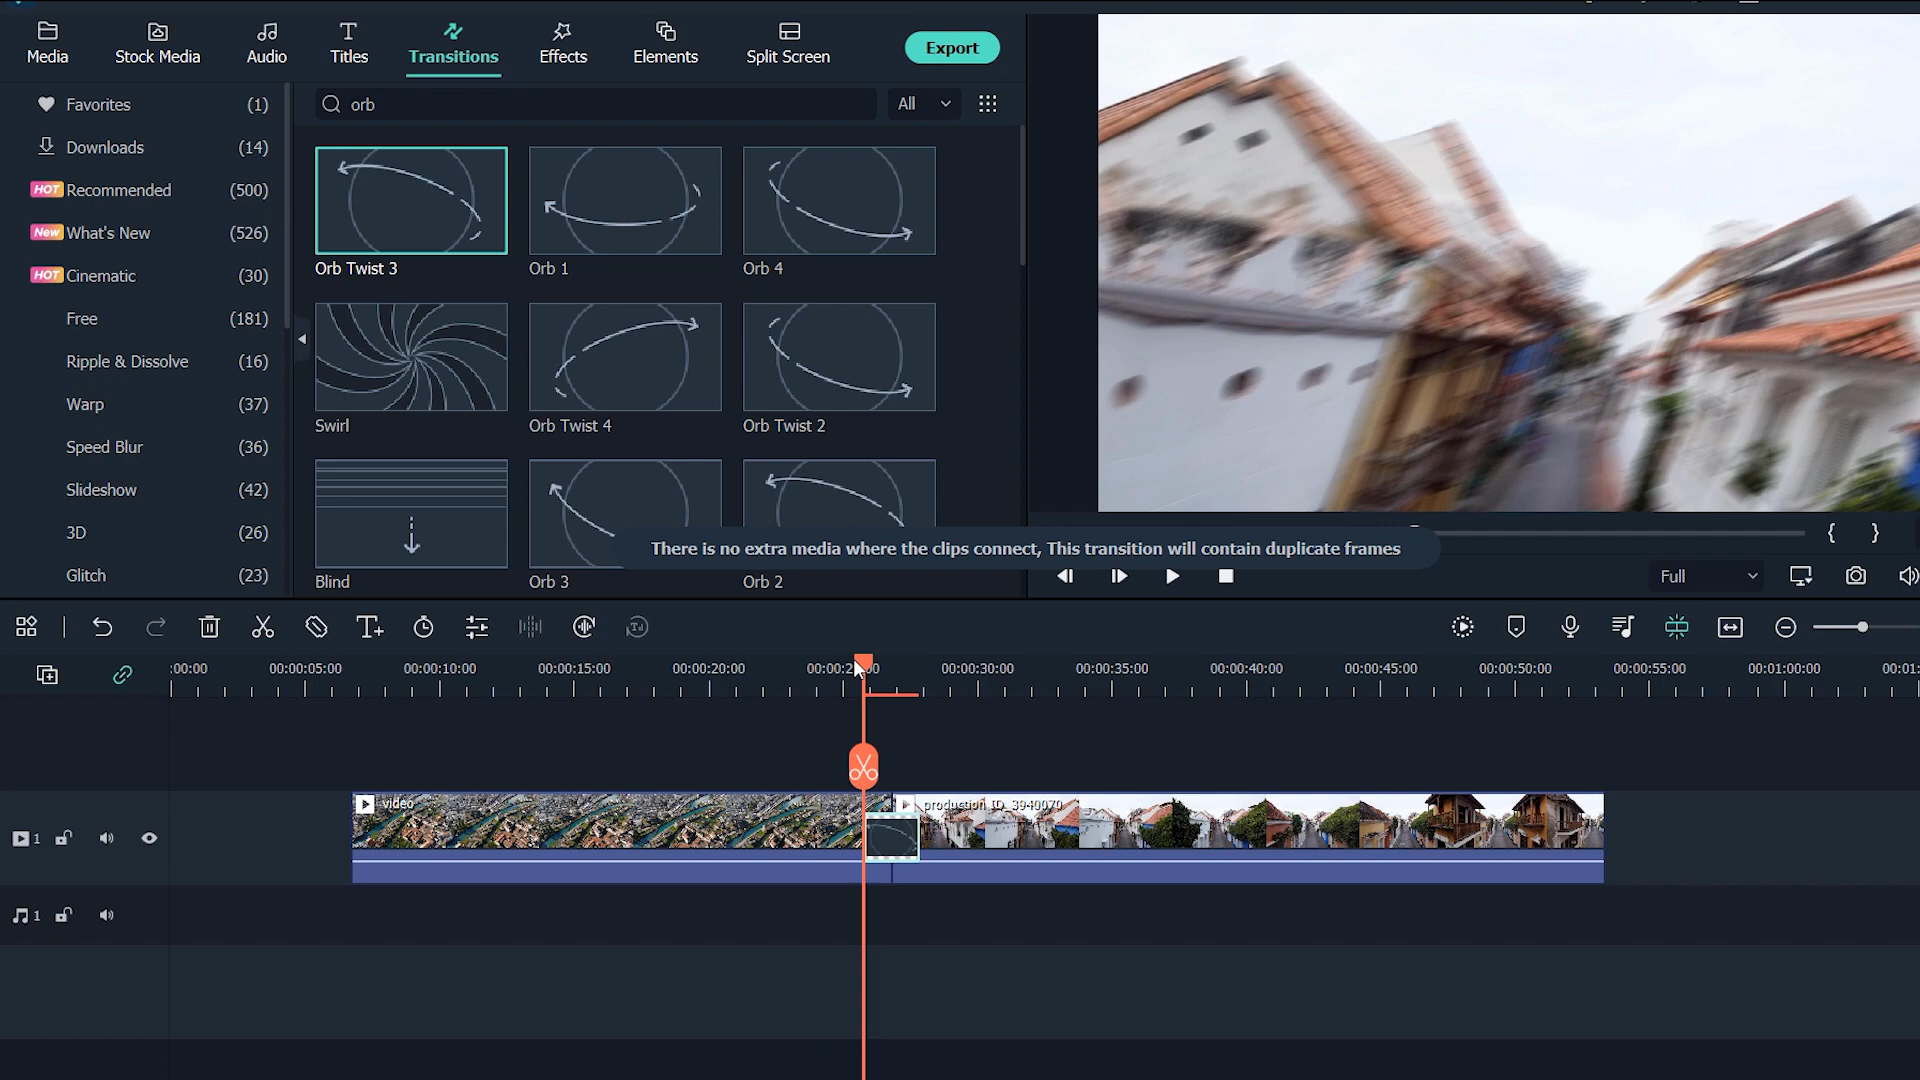 Media
Stock Media
Audio
Titles
Transitions
Effects
Elements
Split Screen
Export
Favorites (1)
Downloads (14)
HOT Recommended (500)
New What's New (526)
HOT Cinematic (30)
Free (181)
Ripple & Dissolve (16)
Warp (37)
Speed Blur (36)
Slideshow (42)
3D (26)
Glitch (23)
orb
All
Orb Twist 3
Orb 1
Orb 4
Swirl
Orb Twist 4
Orb Twist 2
Blind
Orb 3
Orb 2
There is no extra media where the clips connect, This transition will contain duplicate frames
{ }
Full
:00:00 00:00:05:00 00:00:10:00 00:00:15:00 00:00:20:00 00:00:30:00 00:00:35:00 00:00:40:00 00:00:45:00 00:00:50:00 00:00:55:00 00:01:00:00 00:01:
video
production ID_3940070
1
1